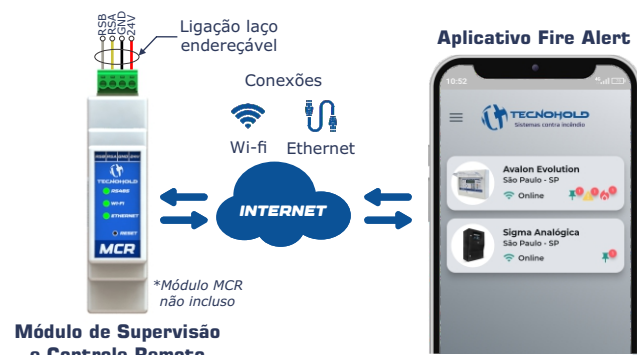 RSB
RSA
GND
24V
Ligação laço
endereçável
TECNOHOLD
RS485
WI-FI
ETHERNET
RESET
MCR
*Módulo MCR
não incluso
Módulo de Supervisão
e Controle Remoto
Conexões
Wi-fi Ethernet
INTERNET
Aplicativo Fire Alert
10:52
TECNOHOLD
Sistemas contra incêndio
Avalon Evolution
São Paulo - SP
Online
Sigma Analógica
São Paulo - SP
Online